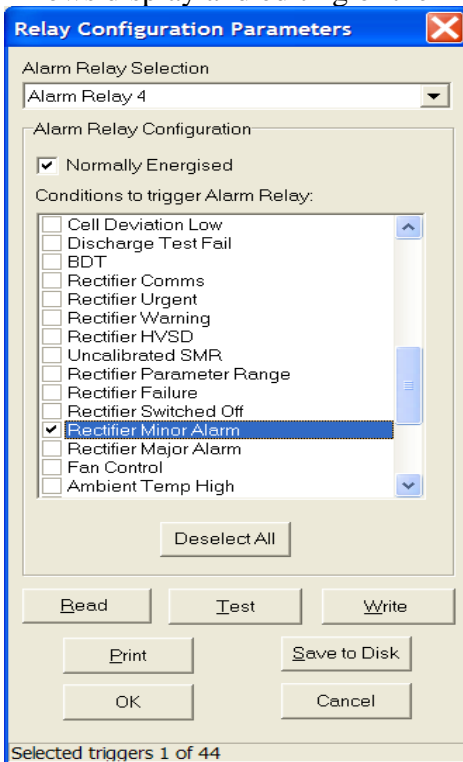 Relay Configuration Parameters
Alarm Relay Selection
Alarm Relay 4
Alarm Relay Configuration
Normally Energised
Conditions to trigger Alarm Relay:
Cell Deviation Low
Discharge Test Fail
BDT
Rectifier Comms
Rectifier Urgent
Rectifier Warning
Rectifier HVSD
Uncalibrated SMR
Rectifier Parameter Range
Rectifier Failure
Rectifier Switched Off
Rectifier Minor Alarm
Rectifier Major Alarm
Fan Control
Ambient Temp High
Deselect All
Read Test Write
Print Save to Disk
OK Cancel
Selected triggers 1 of 44